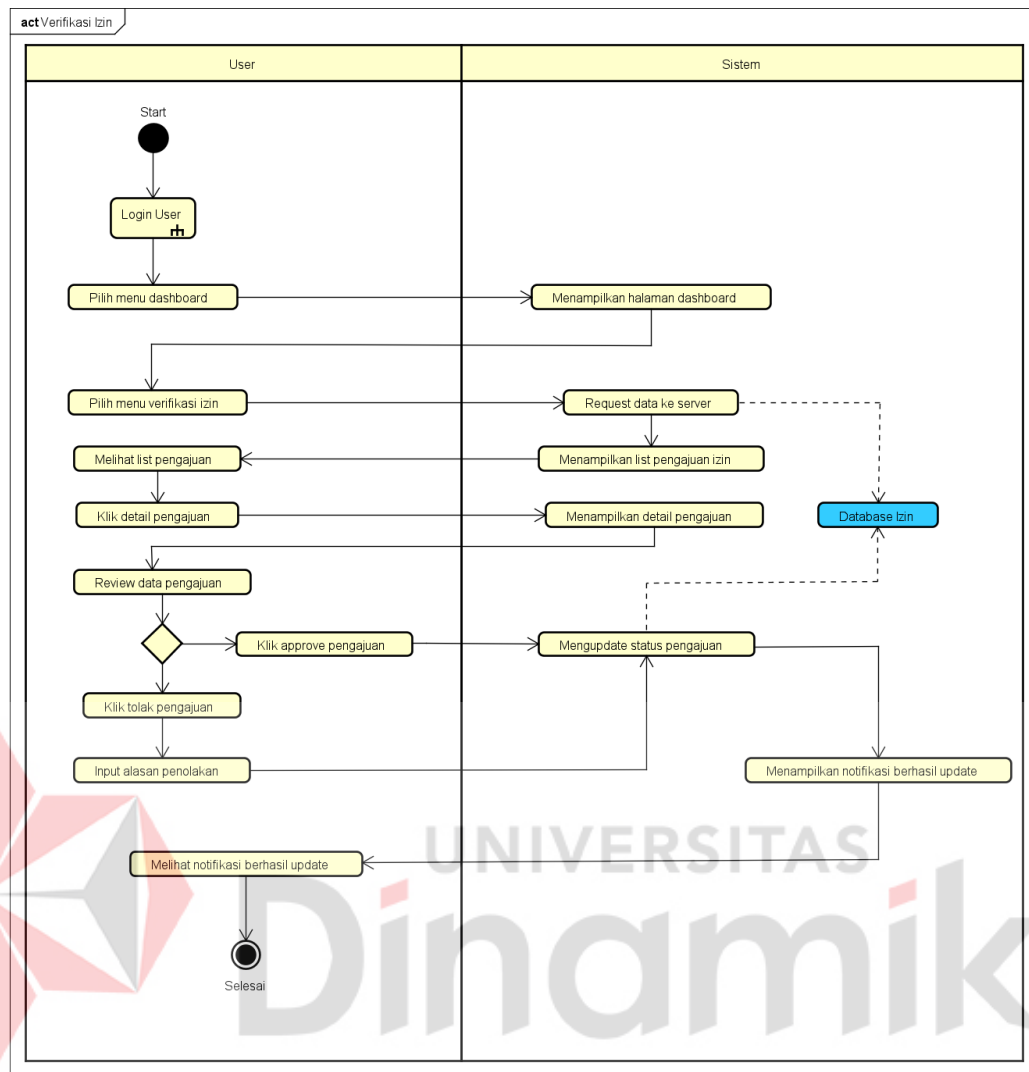 act Verifikasi Izin
User
Sistem
Start
Login User
Pilih menu dashboard
Menampilkan halaman dashboard
Pilih menu verifikasi izin
Request data ke server
Melihat list pengajuan
Menampilkan list pengajuan izin
Klik detail pengajuan
Menampilkan detail pengajuan
Database Izin
Review data pengajuan
Klik approve pengajuan
Mengupdate status pengajuan
Klik tolak pengajuan
Input alasan penolakan
Menampilkan notifikasi berhasil update
Melihat notifikasi berhasil update
Selesai
UNIVERSITAS
Dinamik